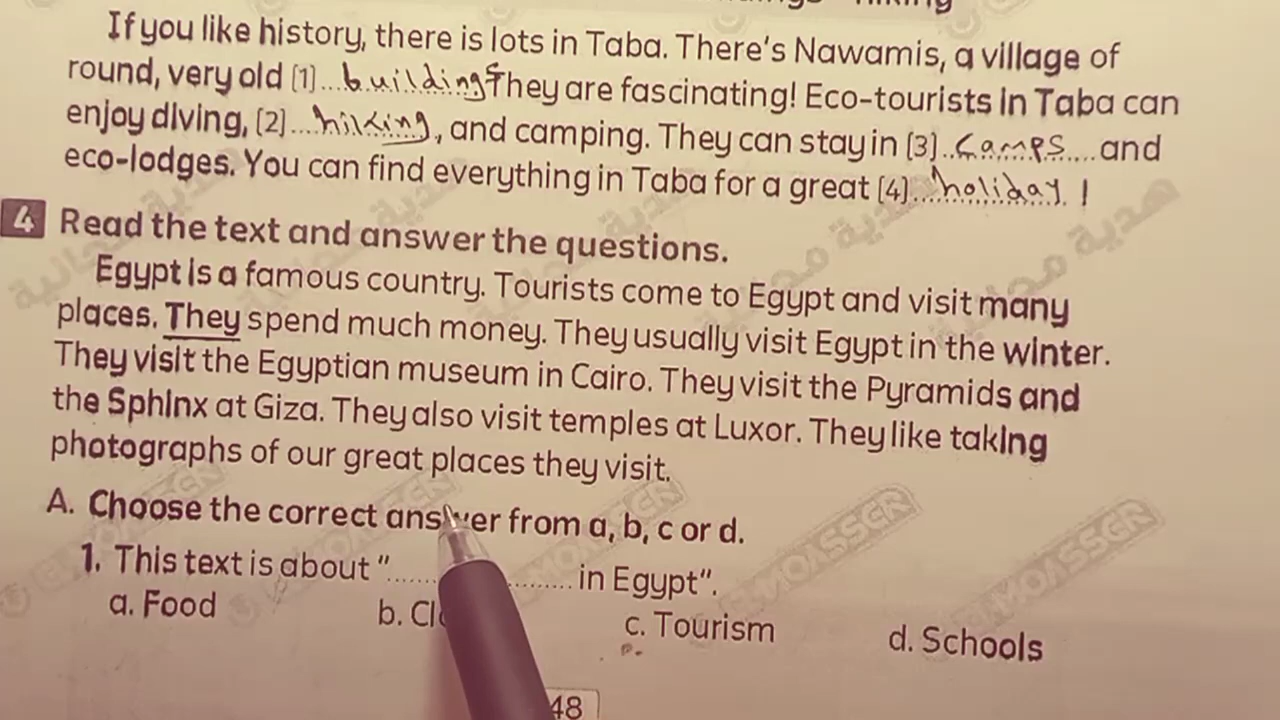 hiking
If you like history, there is lots in Taba. There's Nawamis, a village of
round, very old (1) buildings They are fascinating! Eco-tourists in Taba can
enjoy diving, (2) hiking, and camping. They can stay in (3) camps and
eco-lodges. You can find everything in Taba for a great (4) holiday!
4 Read the text and answer the questions.
Egypt is a famous country. Tourists come to Egypt and visit many
places. They spend much money. They usually visit Egypt in the winter.
They visit the Egyptian museum in Cairo. They visit the Pyramids and
the Sphinx at Giza. They also visit temples at Luxor. They like taking
photographs of our great places they visit.
A. Choose the correct answer from a, b, c or d.
1. This text is about "................ in Egypt".
a. Food b. c. Tourism d. Schools
48